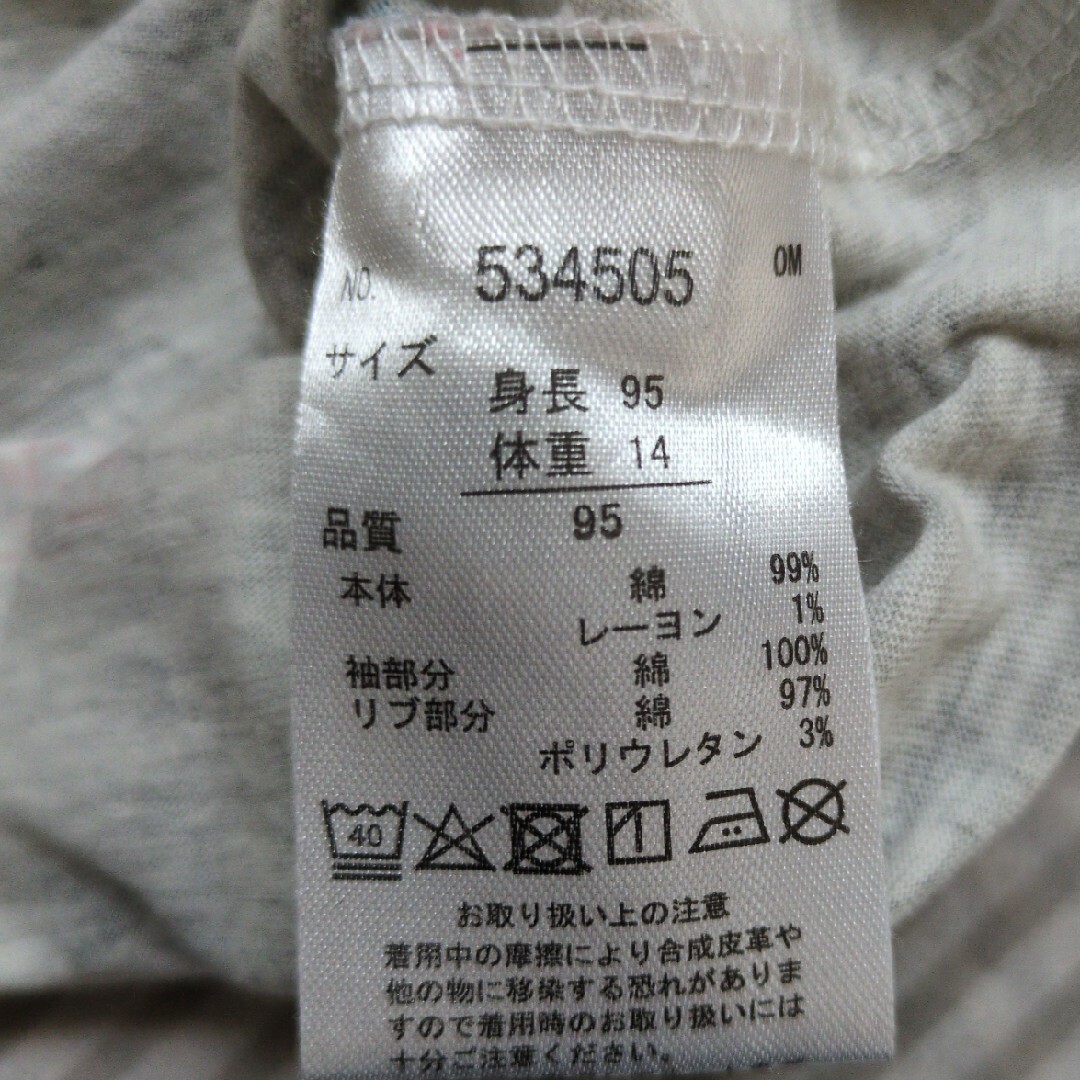 NO. 534505 OM
サイズ
身長 95
体重 14
品質 95
本体 綿 99%
レーヨン 1%
袖部分 綿 100%
リブ部分 綿 97%
ポリウレタン 3%
40
お取り扱い上の注意
着用中の摩擦により合成皮革や
他の物に移染する恐れがありま
すので着用時のお取り扱いには
十分ご注意ください。